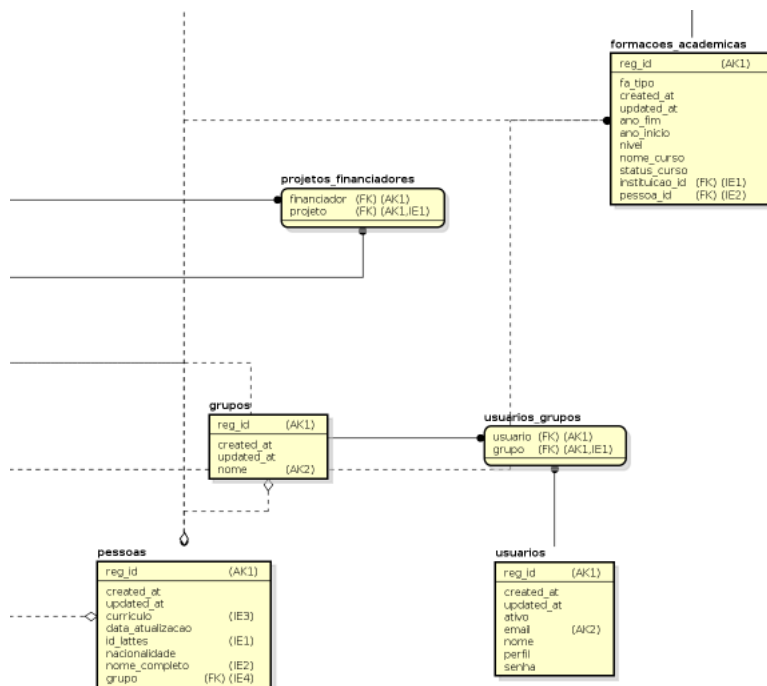 formacoes_academicas
reg_id (AK1)
fa_tipo
created_at
updated_at
ano_fim
ano_inicio
nivel
nome_curso
status_curso
instituicao_id (FK) (IE1)
pessoa_id (FK) (IE2)
projetos_financiadores
financiador (FK) (AK1)
projeto (FK) (AK1,IE1)
grupos
reg_id (AK1)
created_at
updated_at
nome (AK2)
usuarios_grupos
usuario (FK) (AK1)
grupo (FK) (AK1,IE1)
pessoas
reg_id (AK1)
created_at
updated_at
curriculo (IE3)
data_atualizacao
id_lattes (IE1)
nacionalidade
nome_completo (IE2)
grupo (FK) (IE4)
usuarios
reg_id (AK1)
created_at
updated_at
ativo
email (AK2)
nome
perfil
senha